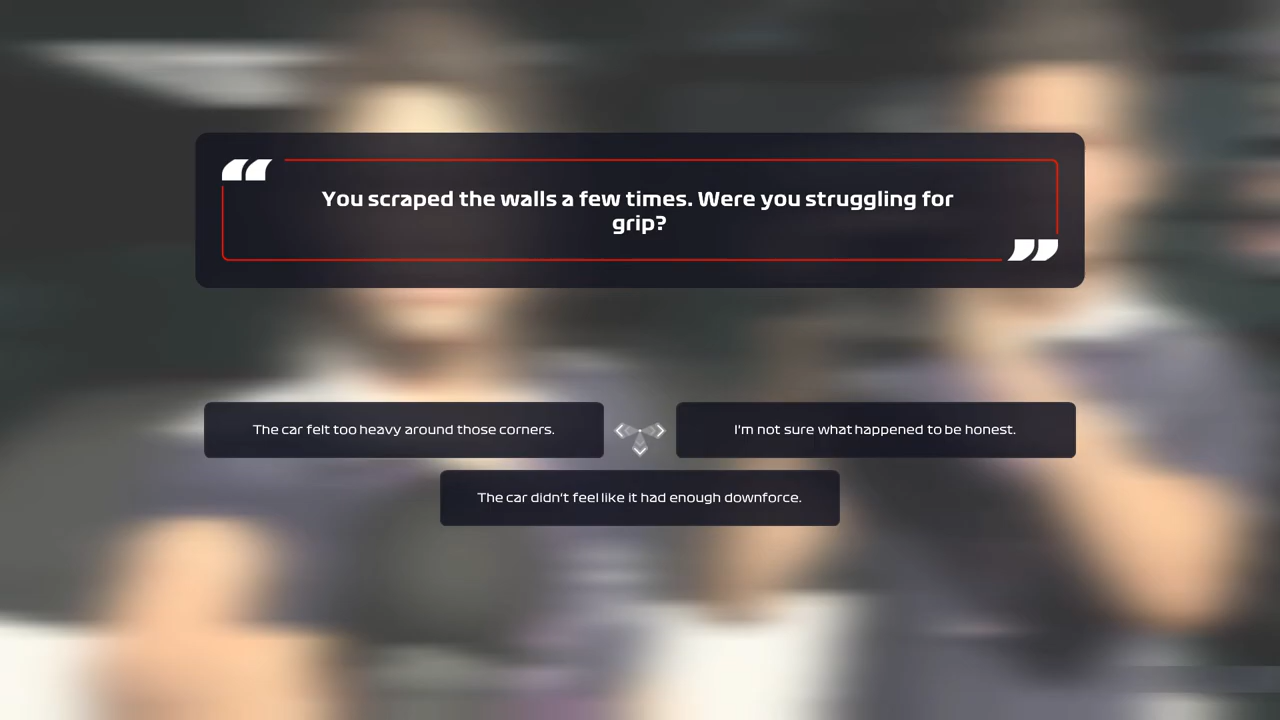 You scraped the walls a few times. Were you struggling for
grip?
The car felt too heavy around those corners.
I'm not sure what happened to be honest.
The car didn't feel like it had enough downforce.